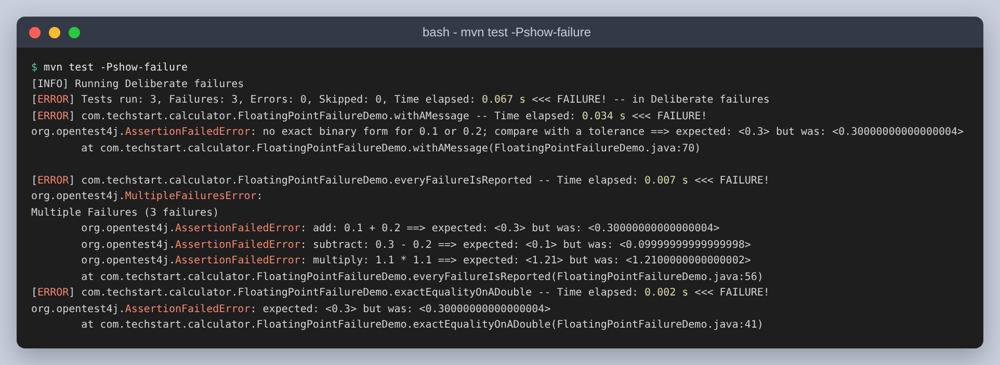 bash - mvn test -Pshow-failure
$ mvn test -Pshow-failure
[INFO] Running Deliberate failures
[ERROR] Tests run: 3, Failures: 3, Errors: 0, Skipped: 0, Time elapsed: 0.067 s <<< FAILURE! -- in Deliberate failures
[ERROR] com.techstart.calculator.FloatingPointFailureDemo.withAMessage -- Time elapsed: 0.034 s <<< FAILURE!
org.opentest4j.AssertionFailedError: no exact binary form for 0.1 or 0.2; compare with a tolerance ==> expected: <0.3> but was: <0.30000000000000004>
        at com.techstart.calculator.FloatingPointFailureDemo.withAMessage(FloatingPointFailureDemo.java:70)

[ERROR] com.techstart.calculator.FloatingPointFailureDemo.everyFailureIsReported -- Time elapsed: 0.007 s <<< FAILURE!
org.opentest4j.MultipleFailuresError:
Multiple Failures (3 failures)
        org.opentest4j.AssertionFailedError: add: 0.1 + 0.2 ==> expected: <0.3> but was: <0.30000000000000004>
        org.opentest4j.AssertionFailedError: subtract: 0.3 - 0.2 ==> expected: <0.1> but was: <0.09999999999999998>
        org.opentest4j.AssertionFailedError: multiply: 1.1 * 1.1 ==> expected: <1.21> but was: <1.2100000000000002>
        at com.techstart.calculator.FloatingPointFailureDemo.everyFailureIsReported(FloatingPointFailureDemo.java:56)
[ERROR] com.techstart.calculator.FloatingPointFailureDemo.exactEqualityOnADouble -- Time elapsed: 0.002 s <<< FAILURE!
org.opentest4j.AssertionFailedError: expected: <0.3> but was: <0.30000000000000004>
        at com.techstart.calculator.FloatingPointFailureDemo.exactEqualityOnADouble(FloatingPointFailureDemo.java:41)